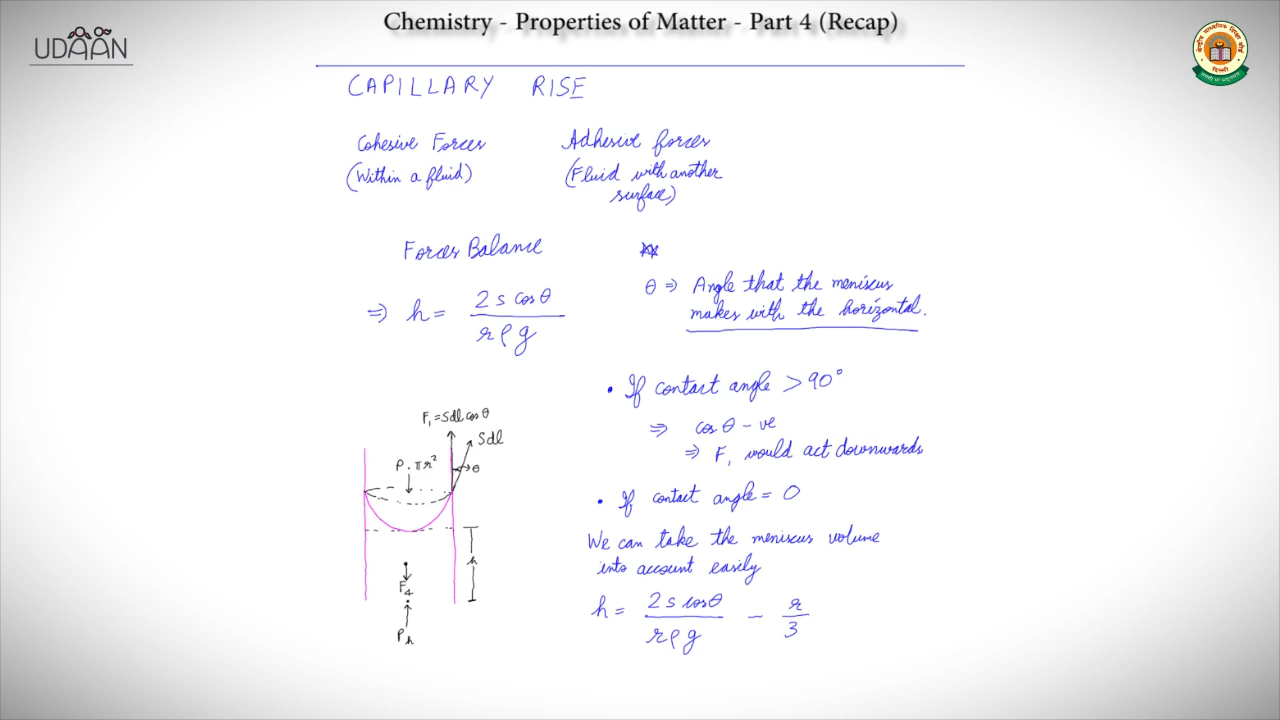 Chemistry - Properties of Matter - Part 4 (Recap)
UDAAN
CAPILLARY RISE
Cohesive Forces
(Within a fluid)
Adhesive forces
(Fluid with another
surface)
Forces Balance
⇒ h = 2 s cos θ / r ρ g
θ ⇒ Angle that the meniscus
makes with the horizontal.
• If contact angle > 90°
⇒ cos θ - ve
⇒ F₁ would act downwards
• If contact angle = 0
We can take the meniscus volume
into account easily
h = 2 s cos θ / r ρ g - r / 3
F₁ = Sdl cos θ
Sdl
P . π r²
θ
h
F₄
P h